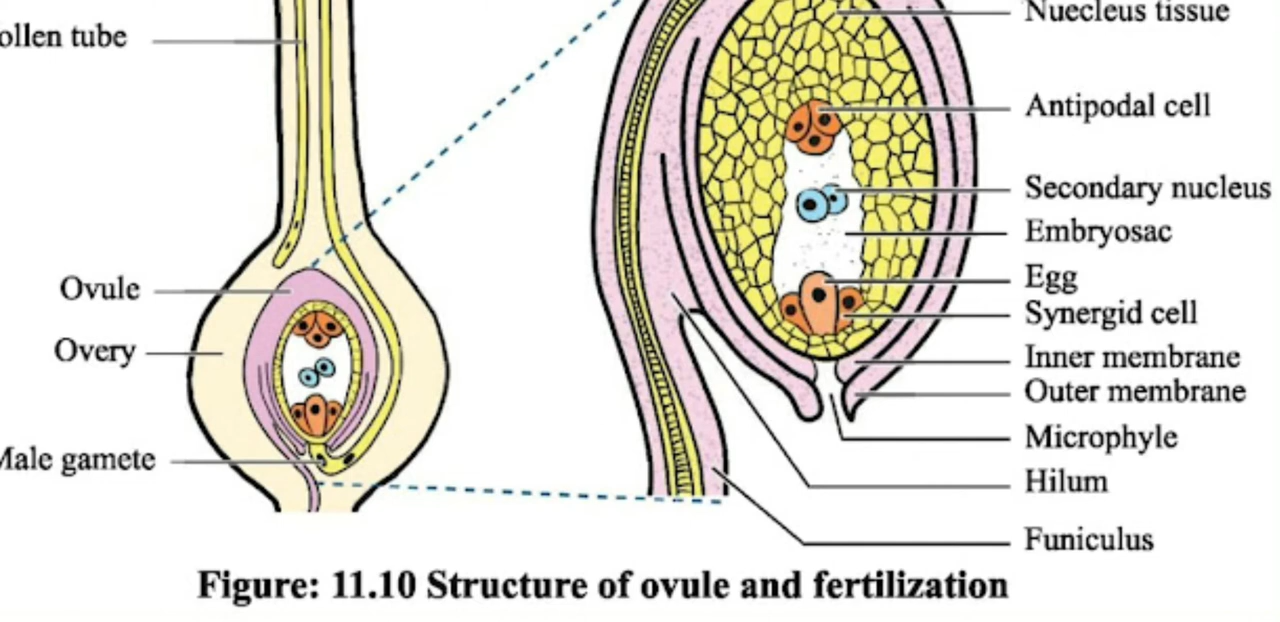 ollen tube
Ovule
Overy
Male gamete
Nuecleus tissue
Antipodal cell
Secondary nucleus
Embryosac
Egg
Synergid cell
Inner membrane
Outer membrane
Microphyle
Hilum
Funiculus
Figure: 11.10 Structure of ovule and fertilization